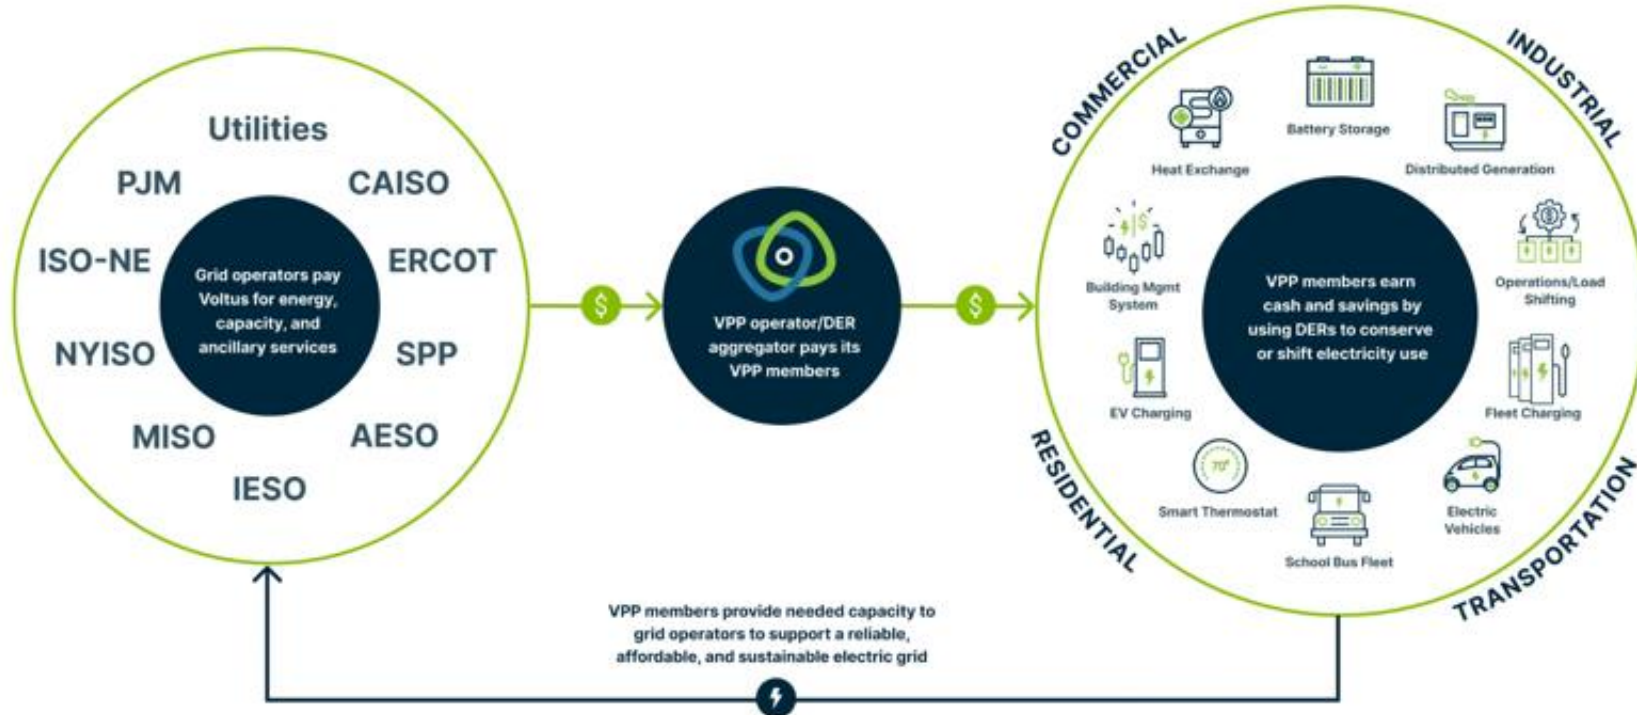 Utilities
PJM
CAISO
ISO-NE
ERCOT
NYISO
SPP
MISO
AESO
IESO
Grid operators pay
Voltus for energy,
capacity, and
ancillary services
$
VPP operator/DER
aggregator pays its
VPP members
$
COMMERCIAL
INDUSTRIAL
RESIDENTIAL
TRANSPORTATION
Battery Storage
Heat Exchange
Distributed Generation
$
Building Mgmt
System
Operations/Load
Shifting
EV Charging
Fleet Charging
70°
Smart Thermostat
Electric
Vehicles
School Bus Fleet
VPP members earn
cash and savings by
using DERs to conserve
or shift electricity use
VPP members provide needed capacity to
grid operators to support a reliable,
affordable, and sustainable electric grid